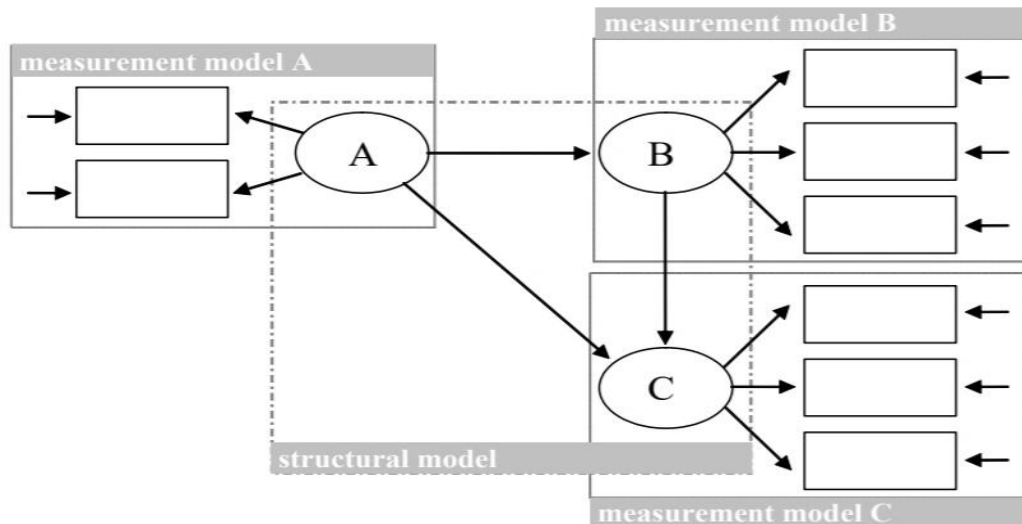 measurement model B
measurement model A
A
B
C
structural model
measurement model C